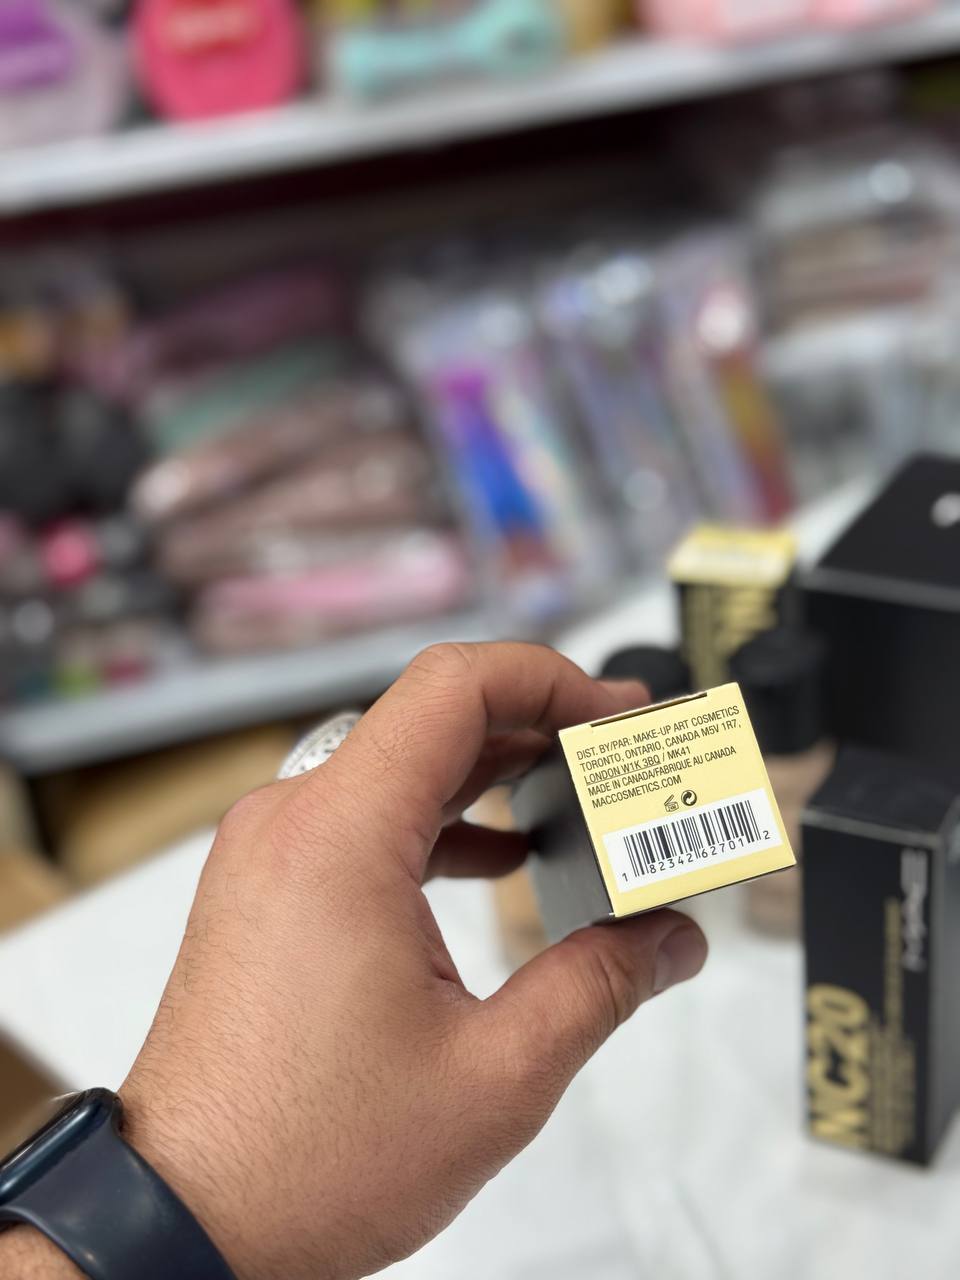 DIST. BY/PAR: MAKE-UP ART COSMETICS
TORONTO, ONTARIO, CANADA M5V 1R7,
LONDON W1K 3BQ / MK41
MADE IN CANADA/FABRIQUE AU CANADA
MACCOSMETICS.COM
1 82342 62701 2
MAC
NC20